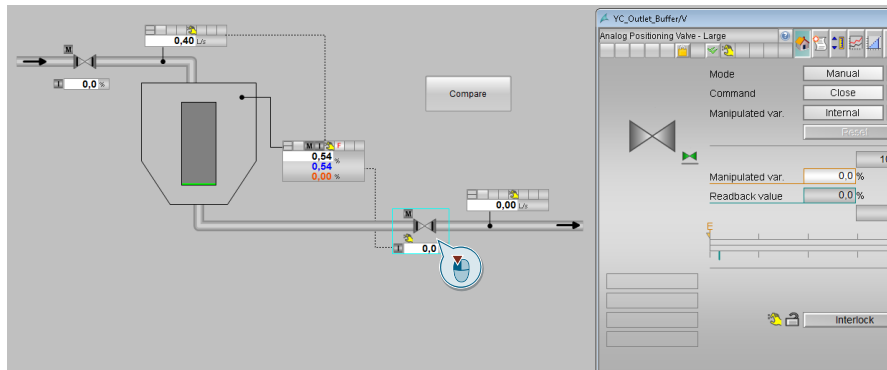 YC_Outlet_Buffer/V
Analog Positioning Valve - Large
0,40 L/s
M
0,0 %
Compare
M I F
0,54 %
0,54
0,00 %
0,00 L/s
M
I 0,0
Mode Manual
Command Close
Manipulated var. Internal
Reset
10
Manipulated var. 0,0 %
Readback value 0,0 %
E
Interlock